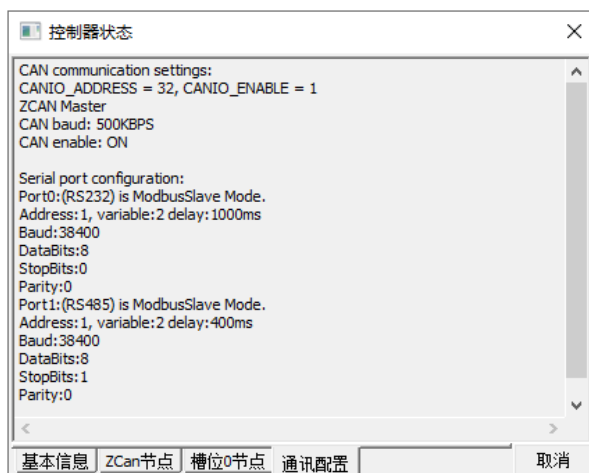 控制器状态
CAN communication settings:
CANIO_ADDRESS = 32, CANIO_ENABLE = 1
ZCAN Master
CAN baud: 500KBPS
CAN enable: ON
Serial port configuration:
Port0:(RS232) is ModbusSlave Mode.
Address:1, variable:2 delay:1000ms
Baud:38400
DataBits:8
StopBits:0
Parity:0
Port1:(RS485) is ModbusSlave Mode.
Address:1, variable:2 delay:400ms
Baud:38400
DataBits:8
StopBits:1
Parity:0
基本信息 ZCan节点 槽位0节点 通讯配置 取消